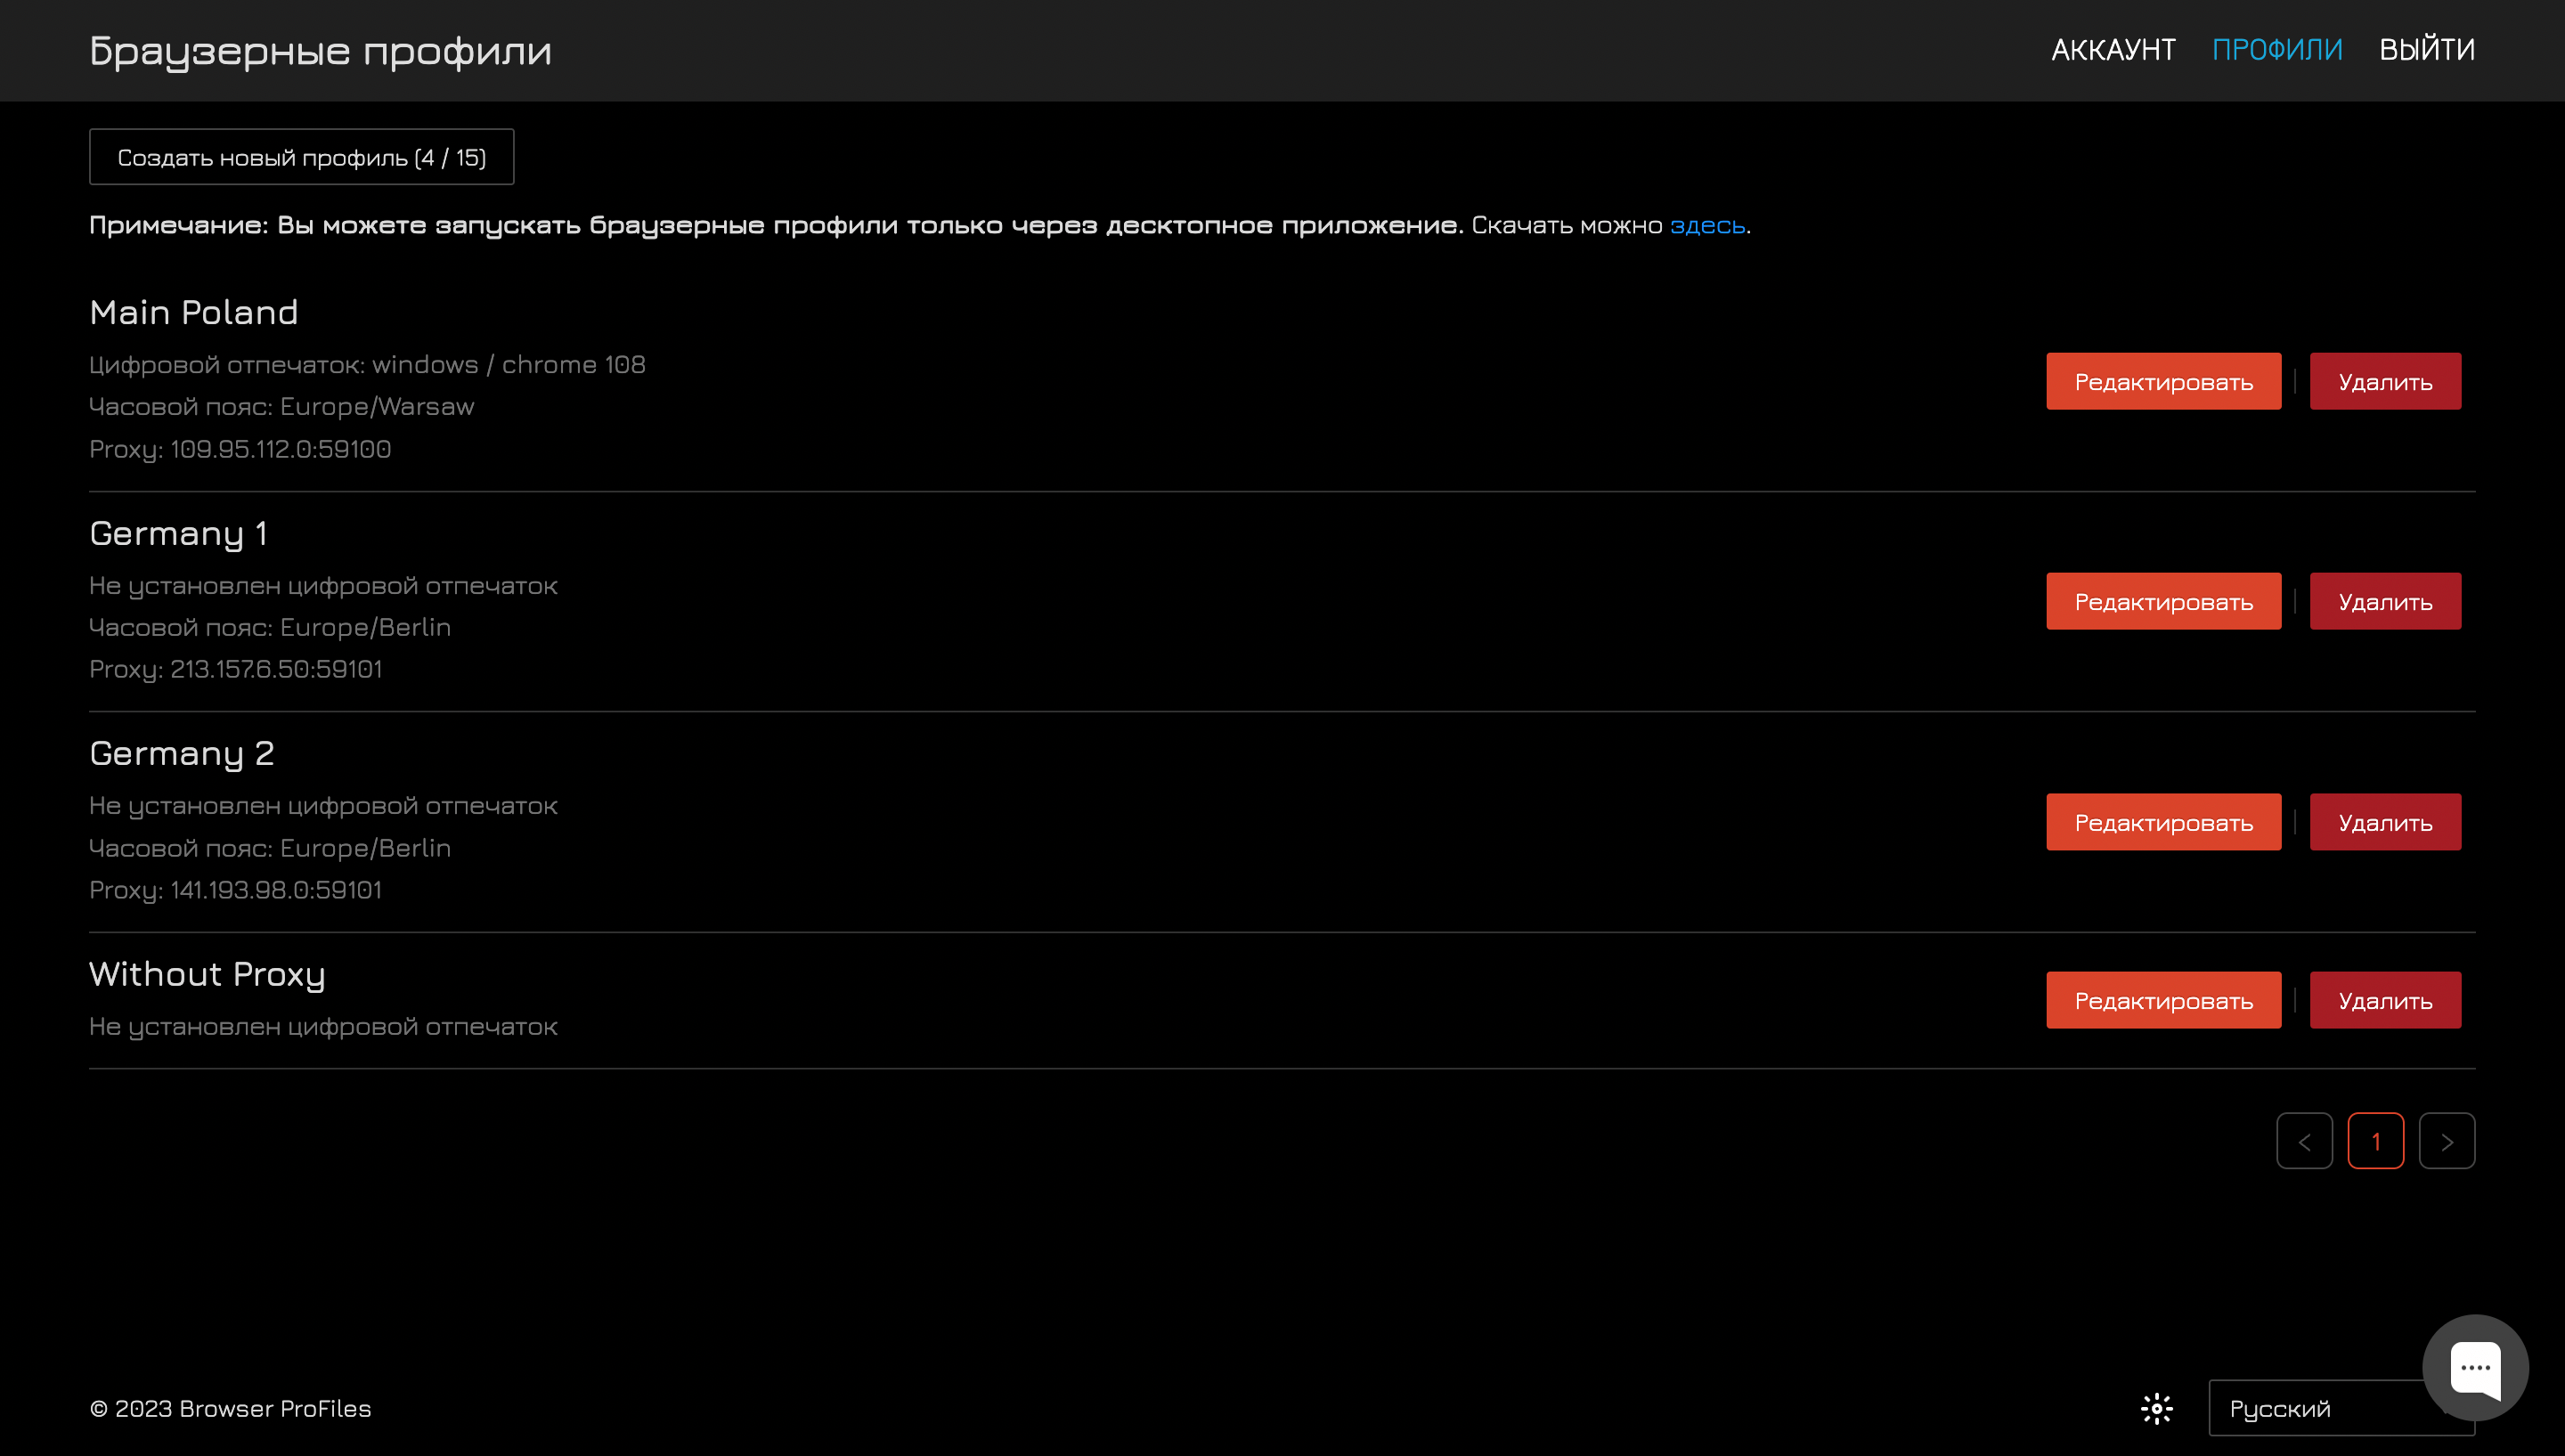 Браузерные профили
АККАУНТ ПРОФИЛИ ВЫЙТИ
Создать новый профиль (4 / 15)
Примечание: Вы можете запускать браузерные профили только через десктопное приложение. Скачать можно здесь.
Main Poland
Цифровой отпечаток: windows / chrome 108
Часовой пояс: Europe/Warsaw
Proxy: 109.95.112.0:59100
Редактировать Удалить
Germany 1
Не установлен цифровой отпечаток
Часовой пояс: Europe/Berlin
Proxy: 213.157.6.50:59101
Редактировать Удалить
Germany 2
Не установлен цифровой отпечаток
Часовой пояс: Europe/Berlin
Proxy: 141.193.98.0:59101
Редактировать Удалить
Without Proxy
Не установлен цифровой отпечаток
Редактировать Удалить
1
© 2023 Browser ProFiles
Русский